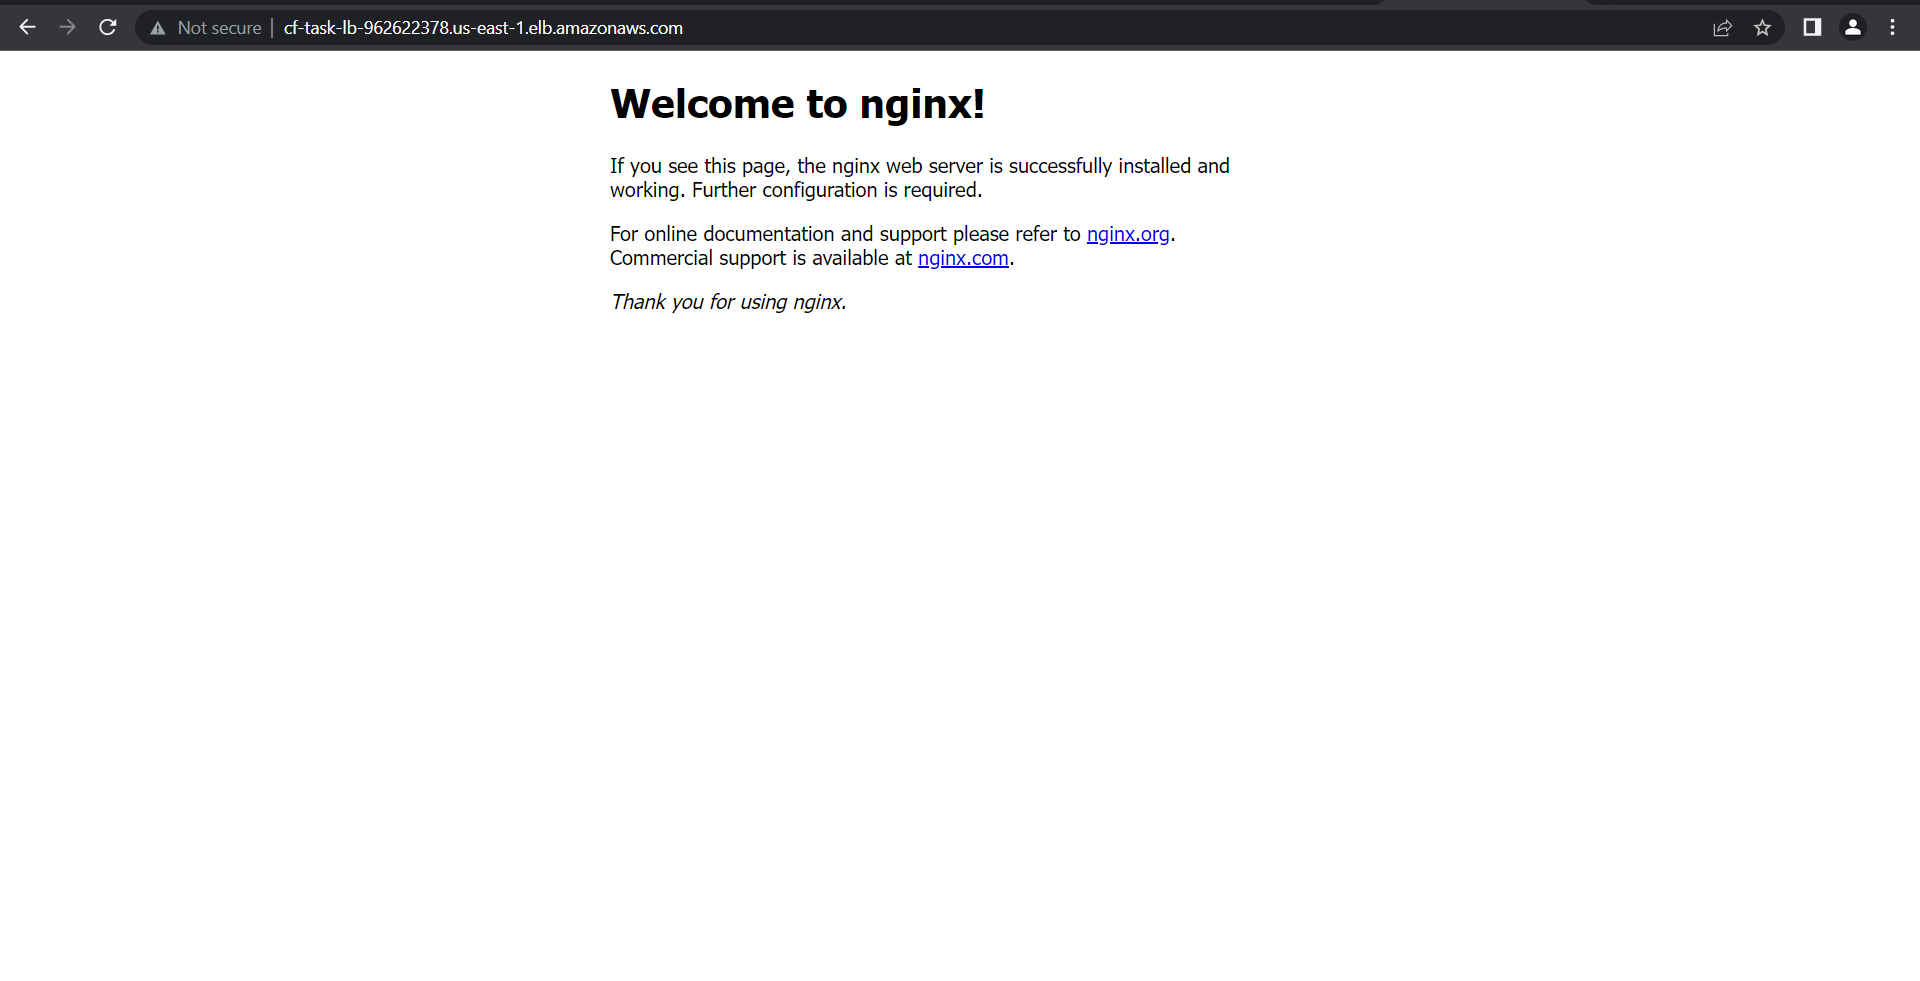 Not secure | cf-task-lb-962622378.us-east-1.elb.amazonaws.com
Welcome to nginx!
If you see this page, the nginx web server is successfully installed and
working. Further configuration is required.
For online documentation and support please refer to nginx.org.
Commercial support is available at nginx.com.
Thank you for using nginx.